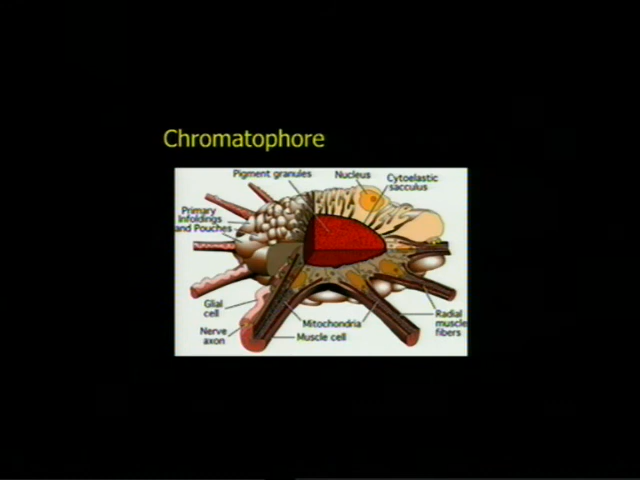 Chromatophore
Pigment granules
Nucleus
Cytoelastic
sacculus
Primary
Infoldings
and Pouches
Glial
cell
Nerve
axon
Mitochondria
Muscle cell
Radial
muscle
fibers